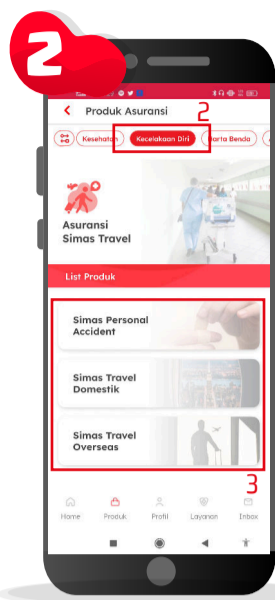 2
Produk Asuransi
2
Kesehatan
Kecelakaan Diri
Harta Benda
Asuransi
Simas Travel
List Produk
Simas Personal
Accident
Simas Travel
Domestik
Simas Travel
Overseas
3
Home
Produk
Profil
Layanan
Inbox